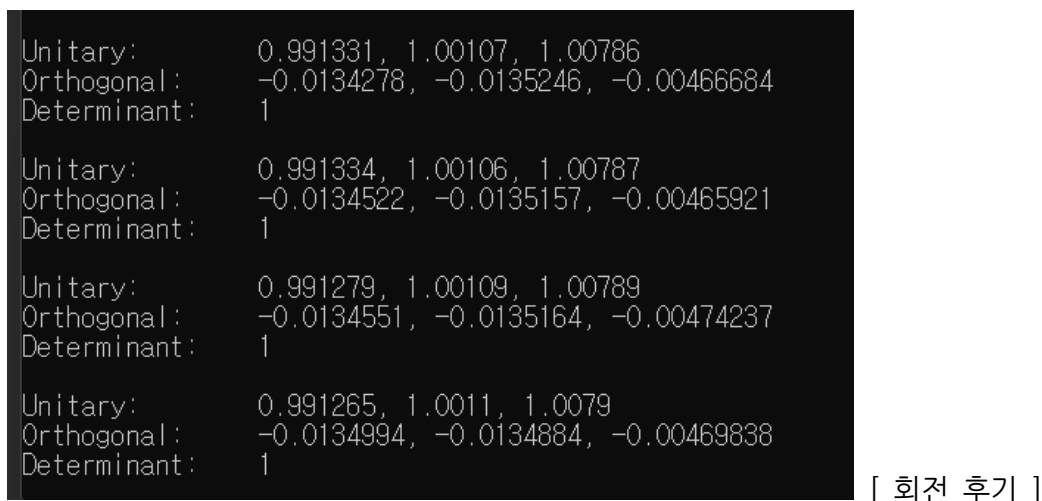 Unitary: 0.991331, 1.00107, 1.00786
Orthogonal: -0.0134278, -0.0135246, -0.00466684
Determinant: 1
Unitary: 0.991334, 1.00106, 1.00787
Orthogonal: -0.0134522, -0.0135157, -0.00465921
Determinant: 1
Unitary: 0.991279, 1.00109, 1.00789
Orthogonal: -0.0134551, -0.0135164, -0.00474237
Determinant: 1
Unitary: 0.991265, 1.0011, 1.0079
Orthogonal: -0.0134994, -0.0134884, -0.00469838
Determinant: 1
[ 회전 후기 ]